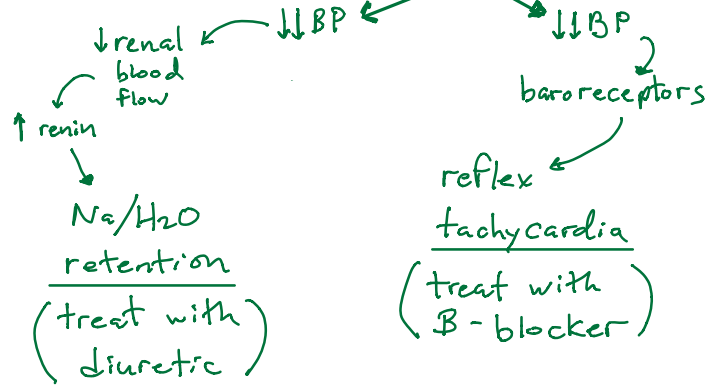 ↓↓BP
↓renal
blood
flow
↑ renin
Na/H2O
retention
(treat with
diuretic)
↓↓BP
baroreceptors
reflex
tachycardia
(treat with
B-blocker)